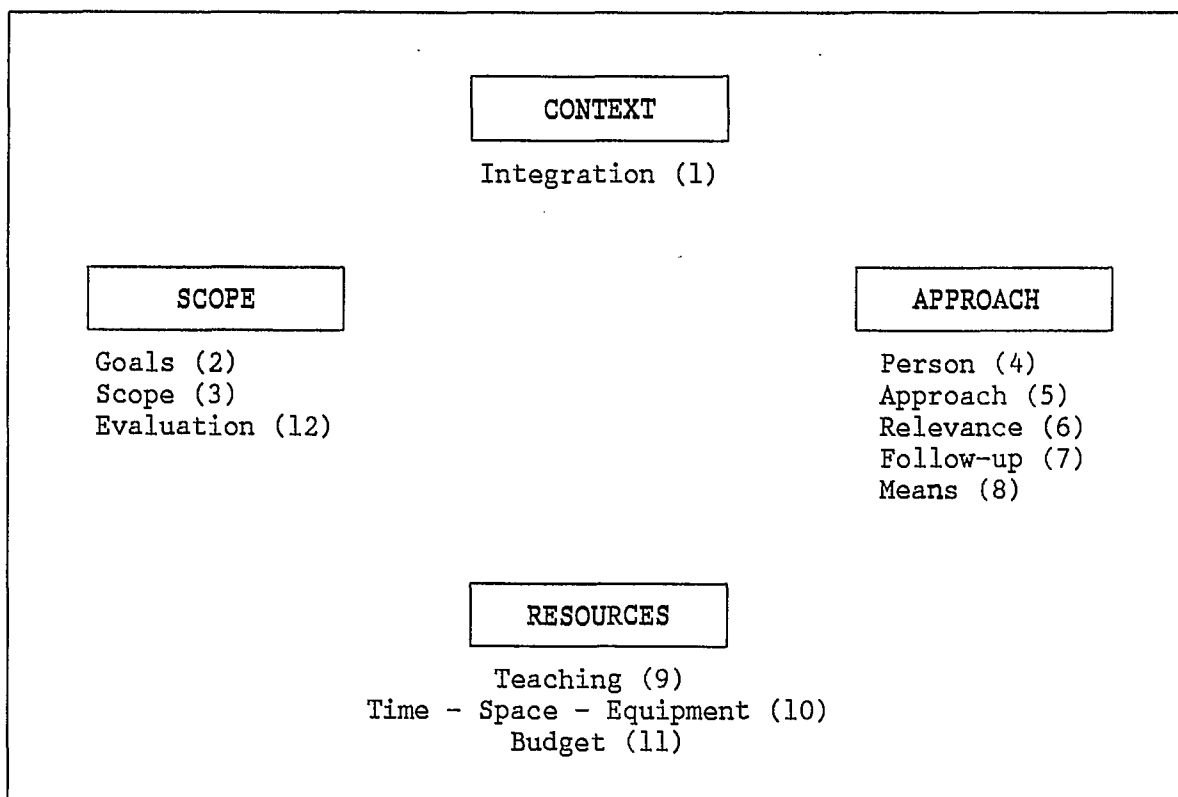 CONTEXT
Integration (1)
SCOPE
Goals (2)
Scope (3)
Evaluation (12)
APPROACH
Person (4)
Approach (5)
Relevance (6)
Follow-up (7)
Means (8)
RESOURCES
Teaching (9)
Time - Space - Equipment (10)
Budget (11)